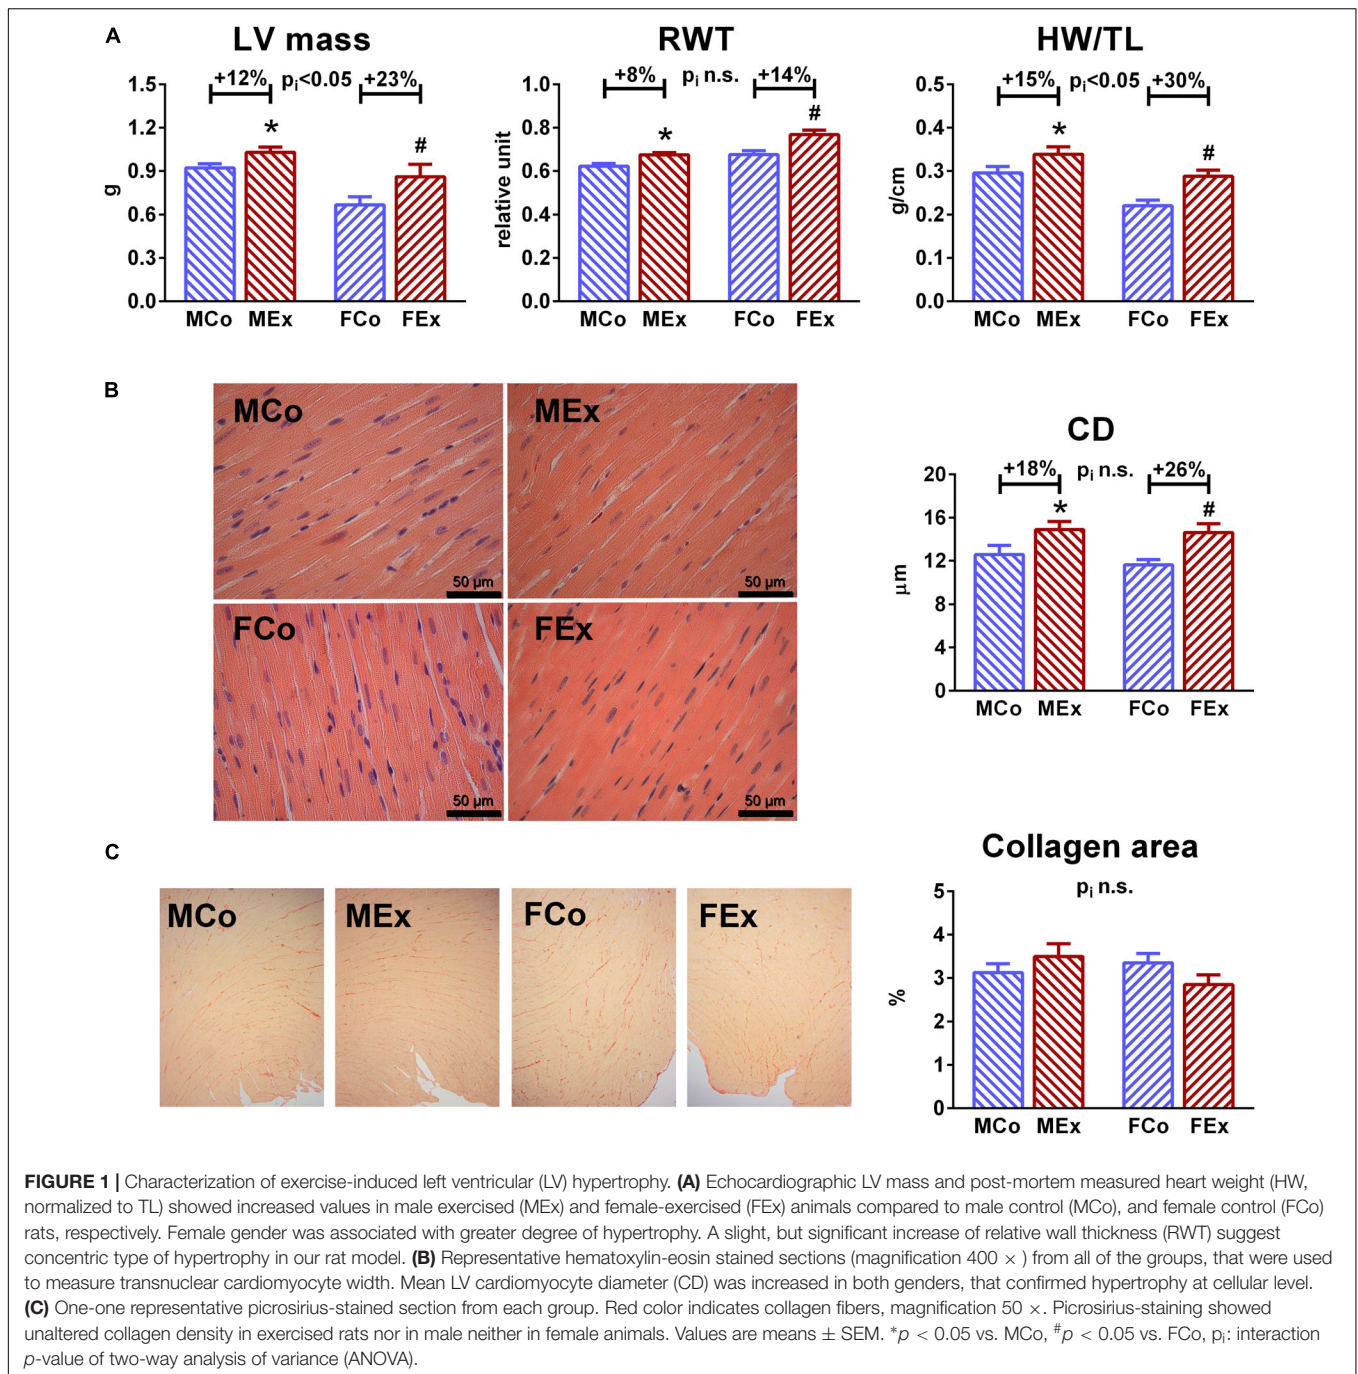 A
LV mass
RWT
HW/TL
+12% pi<0.05 +23%
+8% pi n.s. +14%
+15% pi<0.05 +30%
1.5
1.2
0.9
0.6
0.3
0.0
g
* #
MCo MEx FCo FEx
1.0
0.8
0.6
0.4
0.2
0.0
relative unit
* #
MCo MEx FCo FEx
0.5
0.4
0.3
0.2
0.1
0.0
g/cm
* #
MCo MEx FCo FEx
B
MCo
50 µm
MEx
50 µm
FCo
50 µm
FEx
50 µm
CD
+18% pi n.s. +26%
20
16
12
8
4
0
µm
* #
MCo MEx FCo FEx
C
MCo
MEx
FCo
FEx
Collagen area
pi n.s.
5
4
3
2
1
0
%
MCo MEx FCo FEx
FIGURE 1 | Characterization of exercise-induced left ventricular (LV) hypertrophy. (A) Echocardiographic LV mass and post-mortem measured heart weight (HW,
normalized to TL) showed increased values in male exercised (MEx) and female-exercised (FEx) animals compared to male control (MCo), and female control (FCo)
rats, respectively. Female gender was associated with greater degree of hypertrophy. A slight, but significant increase of relative wall thickness (RWT) suggest
concentric type of hypertrophy in our rat model. (B) Representative hematoxylin-eosin stained sections (magnification 400 × ) from all of the groups, that were used
to measure transnuclear cardiomyocyte width. Mean LV cardiomyocyte diameter (CD) was increased in both genders, that confirmed hypertrophy at cellular level.
(C) One-one representative picrosirius-stained section from each group. Red color indicates collagen fibers, magnification 50 ×. Picrosirius-staining showed
unaltered collagen density in exercised rats nor in male neither in female animals. Values are means ± SEM. *p < 0.05 vs. MCo, #p < 0.05 vs. FCo, pi: interaction
p-value of two-way analysis of variance (ANOVA).